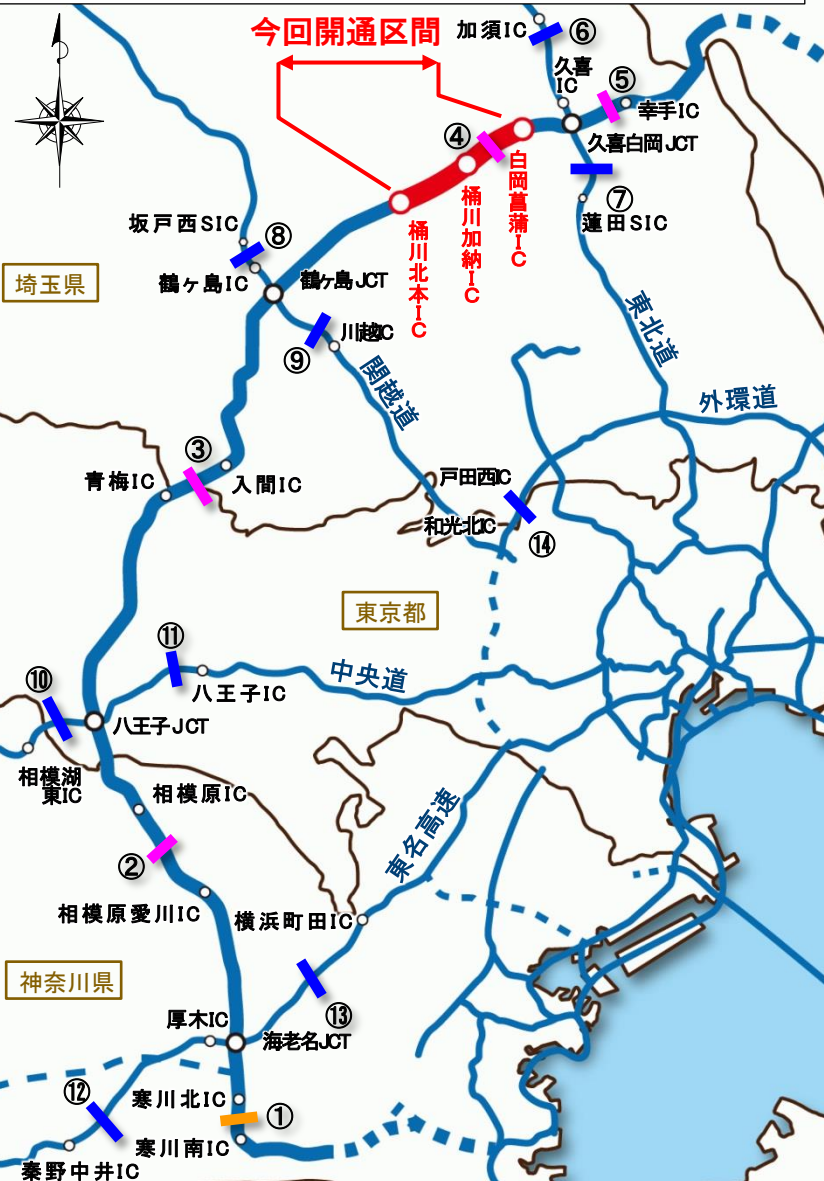 今回開通区間
加須IC
⑥
久喜
IC
⑤
幸手IC
④
久喜白岡JCT
白岡菖蒲IC
桶川加納IC
桶川北本IC
⑦
蓮田SIC
坂戸西SIC
⑧
鶴ヶ島IC
鶴ヶ島JCT
埼玉県
⑨
川越IC
関越道
東北道
外環道
③
青梅IC
入間IC
戸田西IC
和光北IC
⑭
東京都
⑪
八王子IC
中央道
⑩
八王子JCT
相模湖
東IC
相模原IC
②
東名高速
相模原愛川IC
横浜町田IC
神奈川県
⑬
厚木IC
海老名JCT
⑫
寒川北IC
①
寒川南IC
秦野中井IC